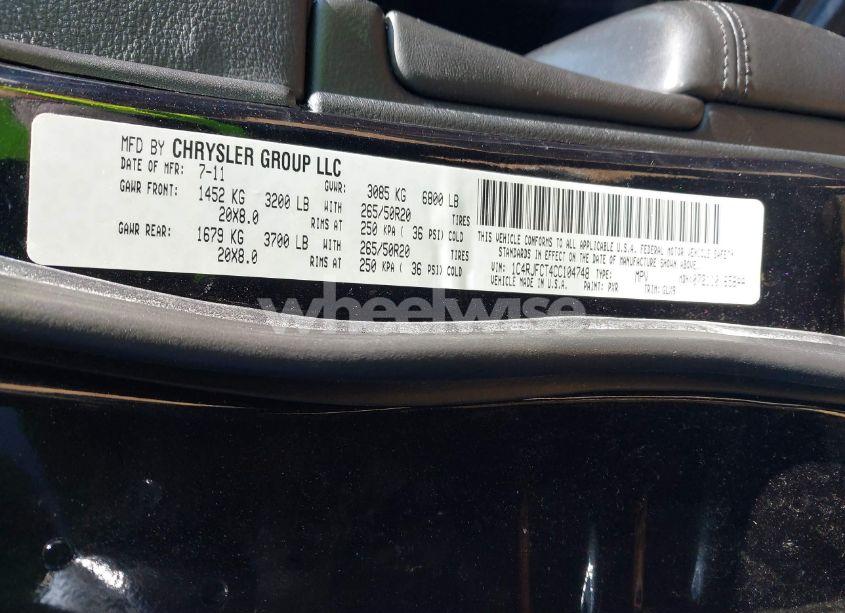 MFD BY CHRYSLER GROUP LLC
DATE OF MFR: 7-11 GVWR: 3085 KG 6800 LB
GAWR FRONT: 1452 KG 3200 LB WITH 265/50R20 TIRES
20X8.0 RIMS AT 250 KPA ( 36 PSI) COLD
GAWR REAR: 1679 KG 3700 LB WITH 265/50R20 TIRES
20X8.0 RIMS AT 250 KPA ( 36 PSI) COLD
THIS VEHICLE CONFORMS TO ALL APPLICABLE U.S.A. FEDERAL MOTOR VEHICLE SAFETY
STANDARDS IN EFFECT ON THE DATE OF MANUFACTURE SHOWN ABOVE.
VIN: 1C4RJFCT4CC104748 TYPE: MPV MDH:
VEHICLE MADE IN U.S.A. PAINT: PXR TRIM:
wheelwise